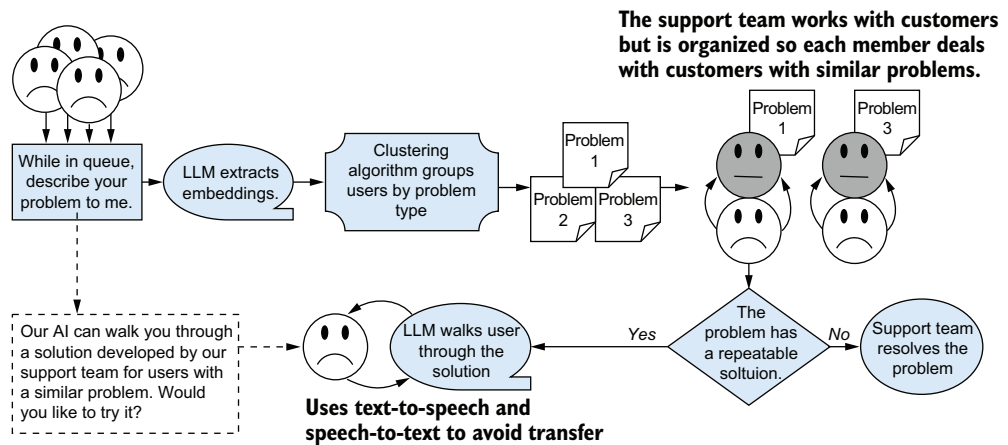 The support team works with customers
but is organized so each member deals
with customers with similar problems.
While in queue,
describe your
problem to me.
LLM extracts
embeddings.
Clustering
algorithm groups
users by problem
type
Problem
1
Problem
2
Problem
3
Problem
1
Problem
3
Our AI can walk you through
a solution developed by our
support team for users with
a similar problem. Would
you like to try it?
LLM walks user
through the
solution
Yes
The
problem has
a repeatable
soltuion.
No
Support team
resolves the
problem
Uses text-to-speech and
speech-to-text to avoid transfer